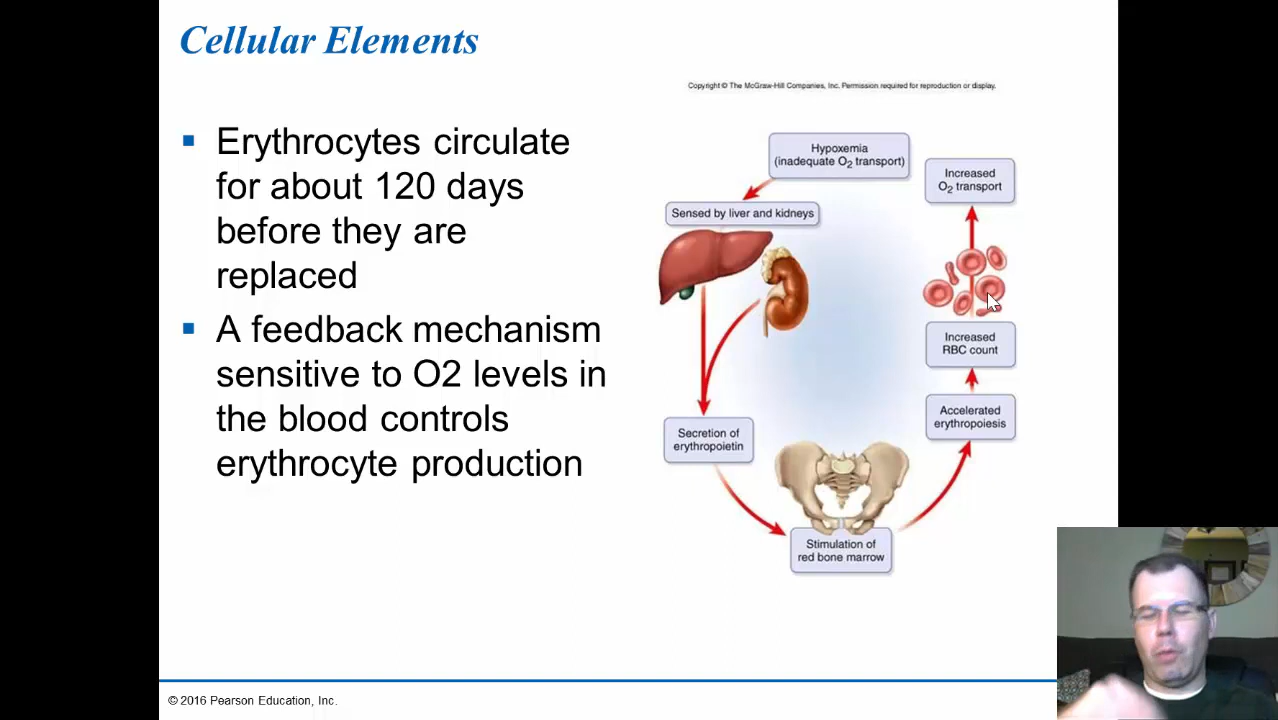 Cellular Elements
Copyright © The McGraw-Hill Companies, Inc. Permission required for reproduction or display.
Erythrocytes circulate
for about 120 days
before they are
replaced
A feedback mechanism
sensitive to O2 levels in
the blood controls
erythrocyte production
Hypoxemia
(inadequate O2 transport)
Sensed by liver and kidneys
Secretion of
erythropoietin
Stimulation of
red bone marrow
Accelerated
erythropoiesis
Increased
RBC count
Increased
O2 transport
© 2016 Pearson Education, Inc.